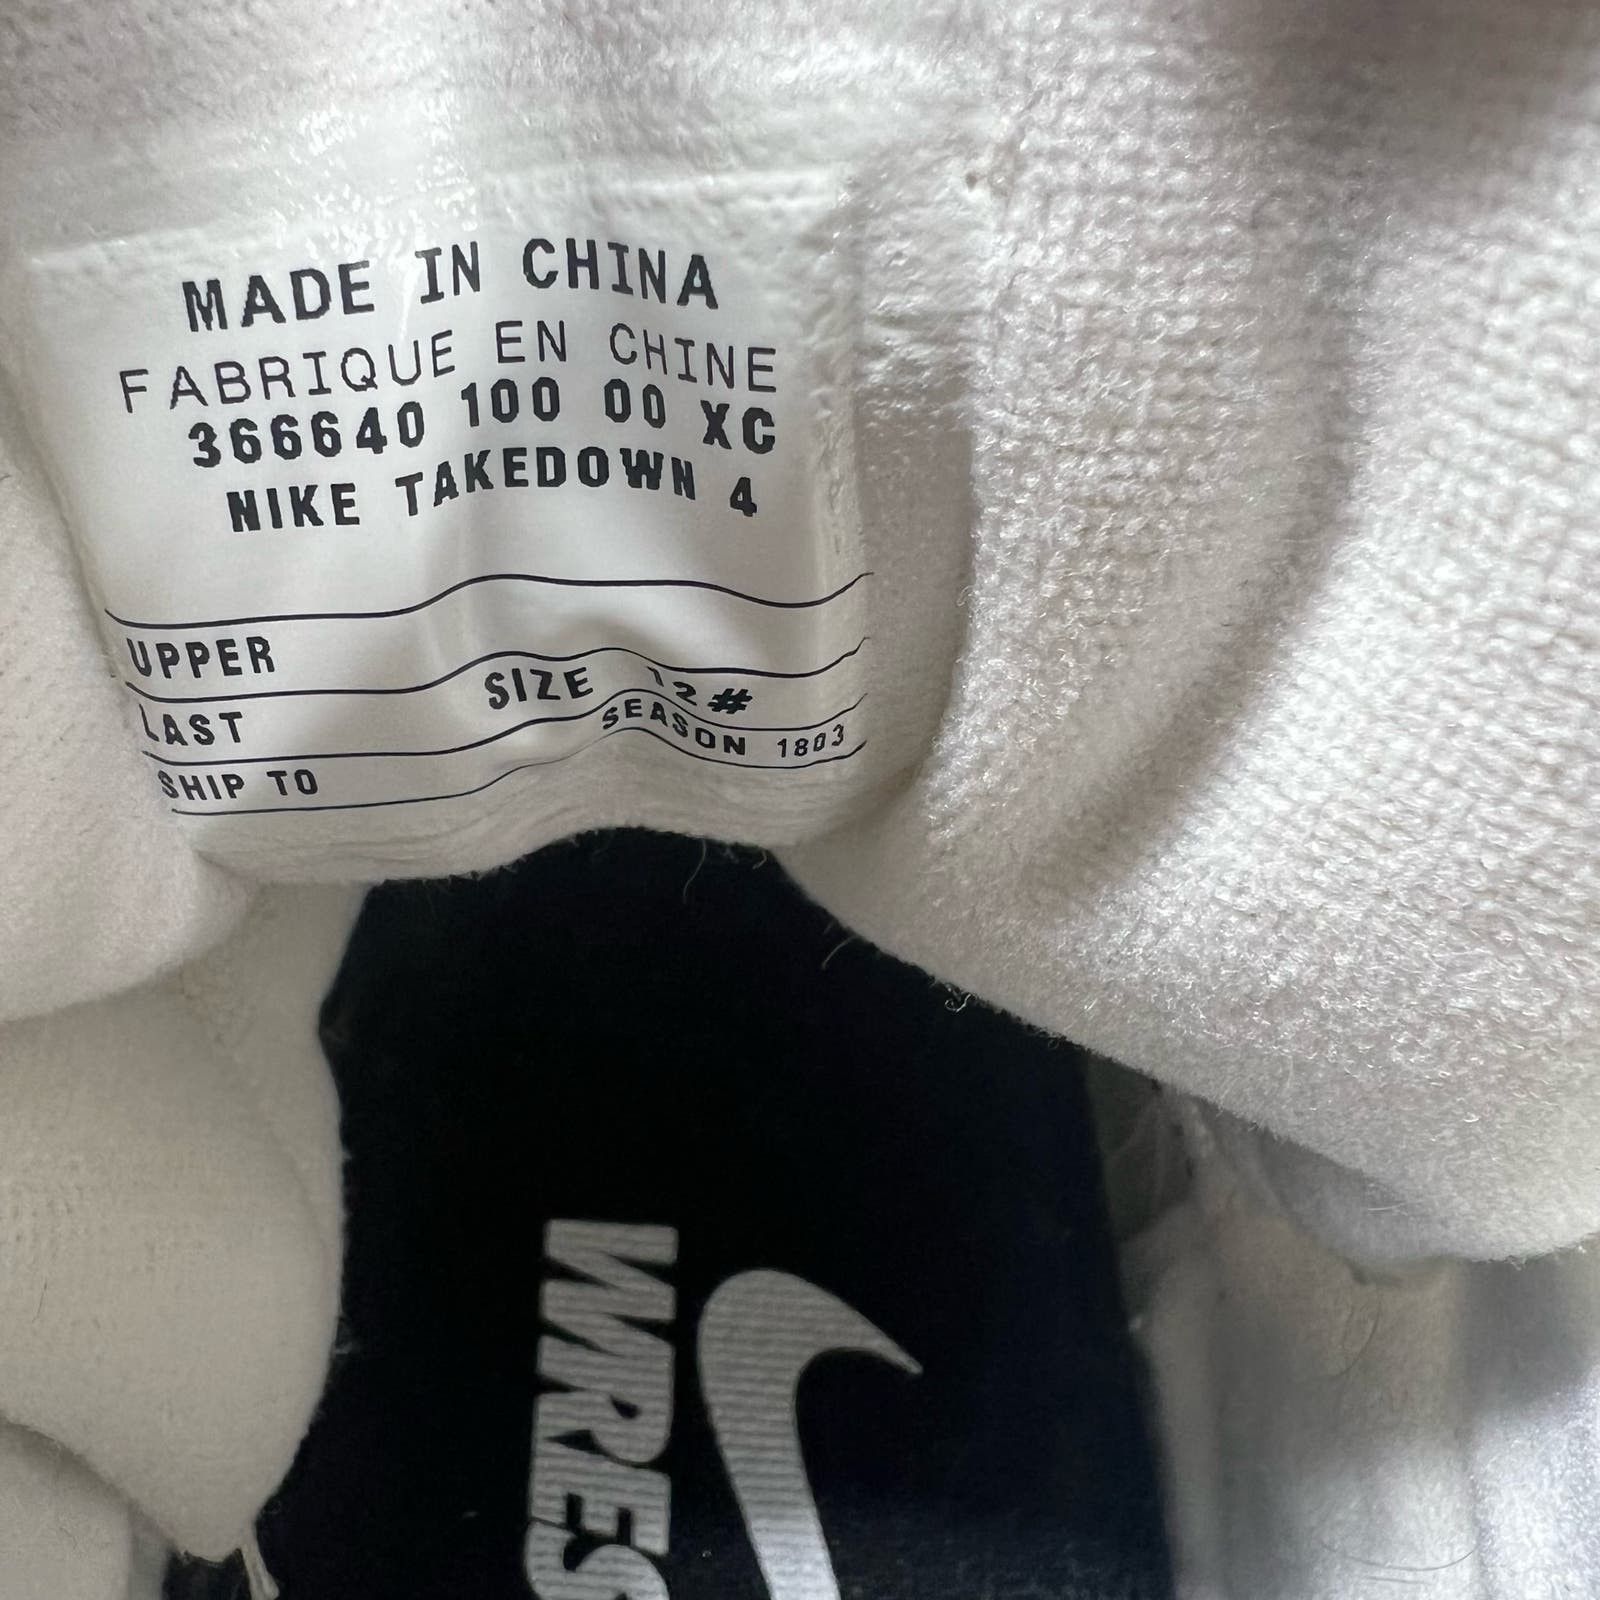 MADE IN CHINA
FABRIQUE EN CHINE
366640 100 00 XC
NIKE TAKEDOWN 4
UPPER
LAST SIZE 12#
SHIP TO SEASON 1803
WRES